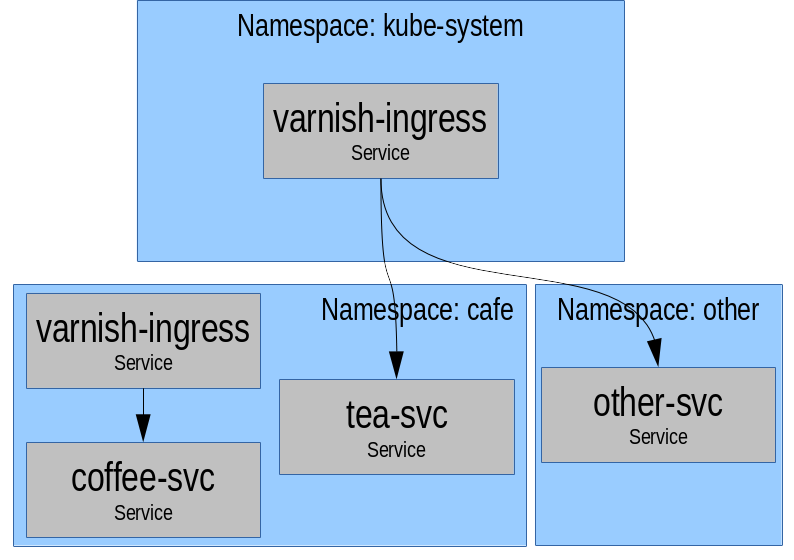 Namespace: kube-system
varnish-ingress
Service
Namespace: cafe
varnish-ingress
Service
coffee-svc
Service
tea-svc
Service
Namespace: other
other-svc
Service